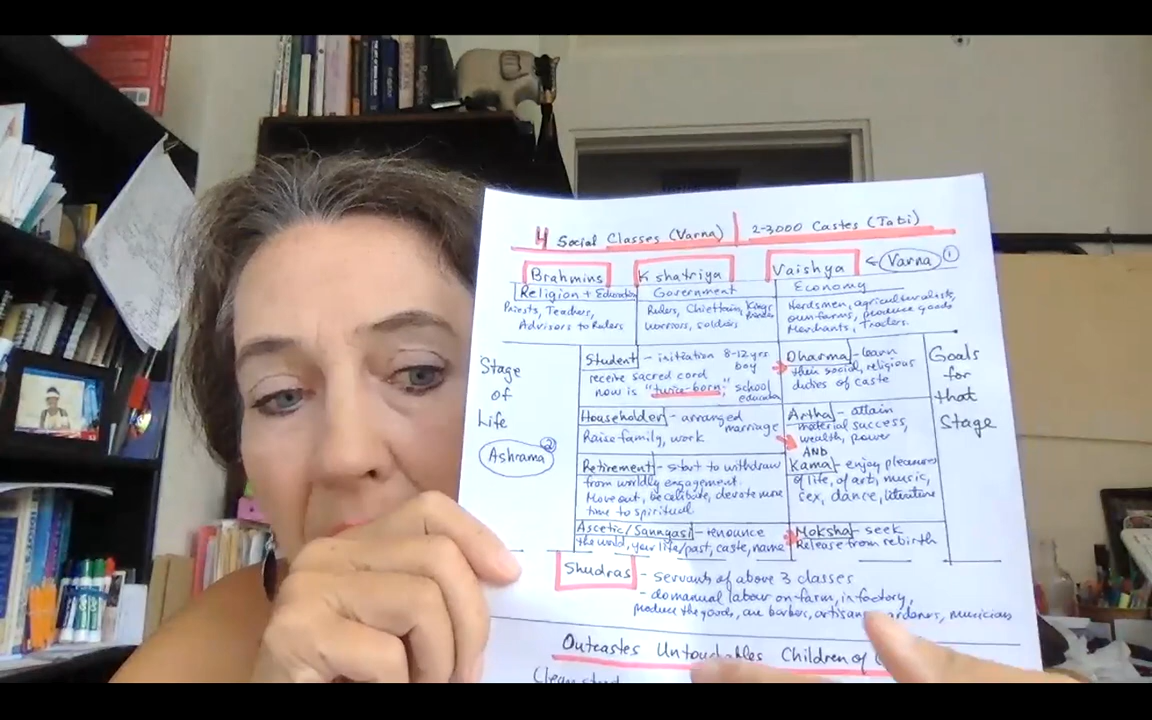 4 Social Classes (Varna) | 2-3000 Castes (Jati)
Brahmins
Kshatriya
Vaishya
Varna 1
Religion + Education
Priests, Teachers,
Advisors to Rulers
Government
Rulers, Chieftain, Kings
warriors, soldiers
Economy
Herdsmen, agriculturalists,
own farms, produce goods
Merchants, Traders.
Stage
of
Life
Ashrama 2
Student - initiation 8-12 yrs
boy
receive sacred cord
now is "twice-born," school
education
Dharma - learn
their social, religious
duties of caste
Householder - arranged
marriage
Raise family, work
Artha - attain
material success,
wealth, power
AND
Kama - enjoy pleasures
of life, of art, music,
sex, dance, literature
Retirement - start to withdraw
from worldly engagement.
Move out, be calibate, devote more
time to spiritual
Ascetic/Sannyasi - renounce
the world, your life/past, caste, name
Moksha - seek
Release from rebirth
Goals
for
that
Stage
Shudras - servants of above 3 classes
- do manual labour on farm, in factory,
produce the goods, are barbos, artisan musicians
Outcastes Untouchables Children of